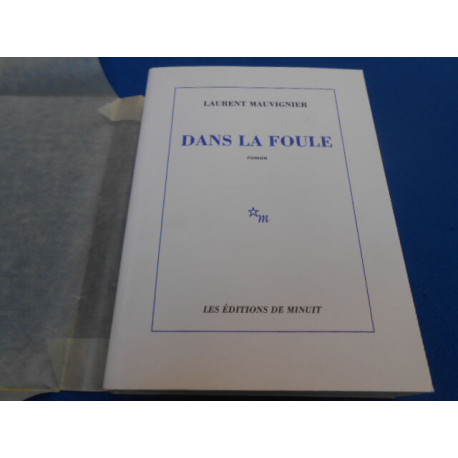 LAURENT MAUVIGNIER
DANS LA FOULE
roman
m
LES ÉDITIONS DE MINUIT